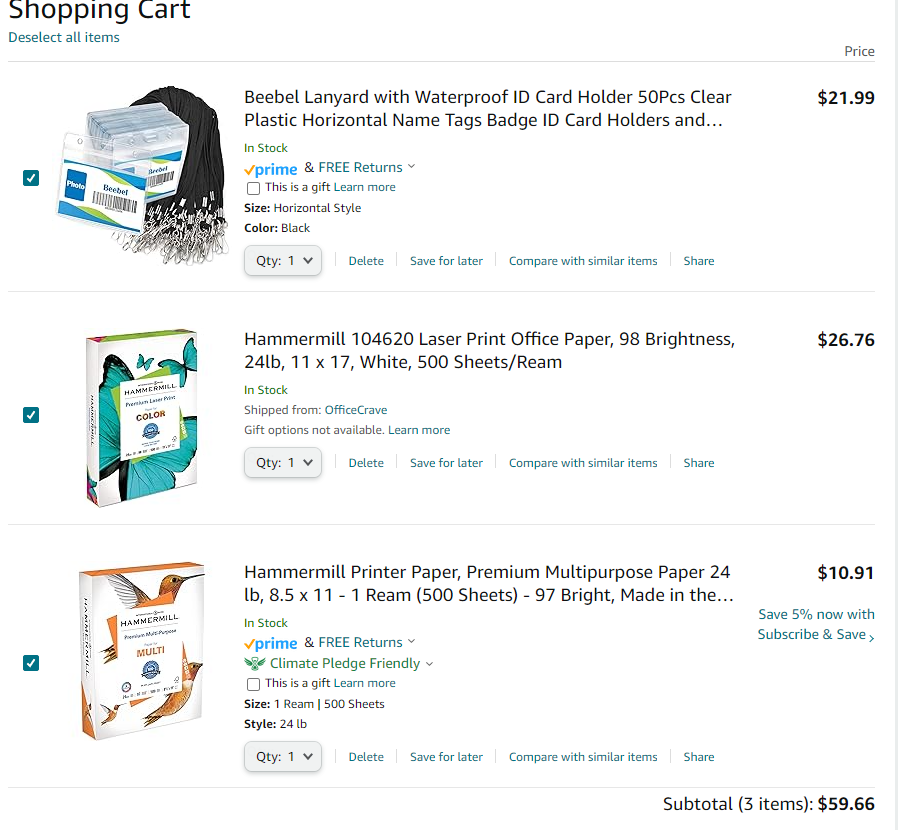 Shopping Cart
Deselect all items
Price
Beebel Lanyard with Waterproof ID Card Holder 50Pcs Clear
Plastic Horizontal Name Tags Badge ID Card Holders and...
$21.99
In Stock
prime & FREE Returns
This is a gift Learn more
Size: Horizontal Style
Color: Black
Qty: 1
Delete
Save for later
Compare with similar items
Share
Photo
Beebel
Beebel
Hammermill 104620 Laser Print Office Paper, 98 Brightness,
24lb, 11 x 17, White, 500 Sheets/Ream
$26.76
In Stock
Shipped from: OfficeCrave
Gift options not available. Learn more
Qty: 1
Delete
Save for later
Compare with similar items
Share
HAMMERMILL
HAMMERMILL
Premium Laser Print
COLOR
Hammermill Printer Paper, Premium Multipurpose Paper 24
lb, 8.5 x 11 - 1 Ream (500 Sheets) - 97 Bright, Made in the...
$10.91
Save 5% now with
Subscribe & Save
In Stock
prime & FREE Returns
Climate Pledge Friendly
This is a gift Learn more
Size: 1 Ream | 500 Sheets
Style: 24 lb
Qty: 1
Delete
Save for later
Compare with similar items
Share
HAMMERMILL
HAMMERMILL
Premium Multi-Purpose
MULTI
Subtotal (3 items): $59.66